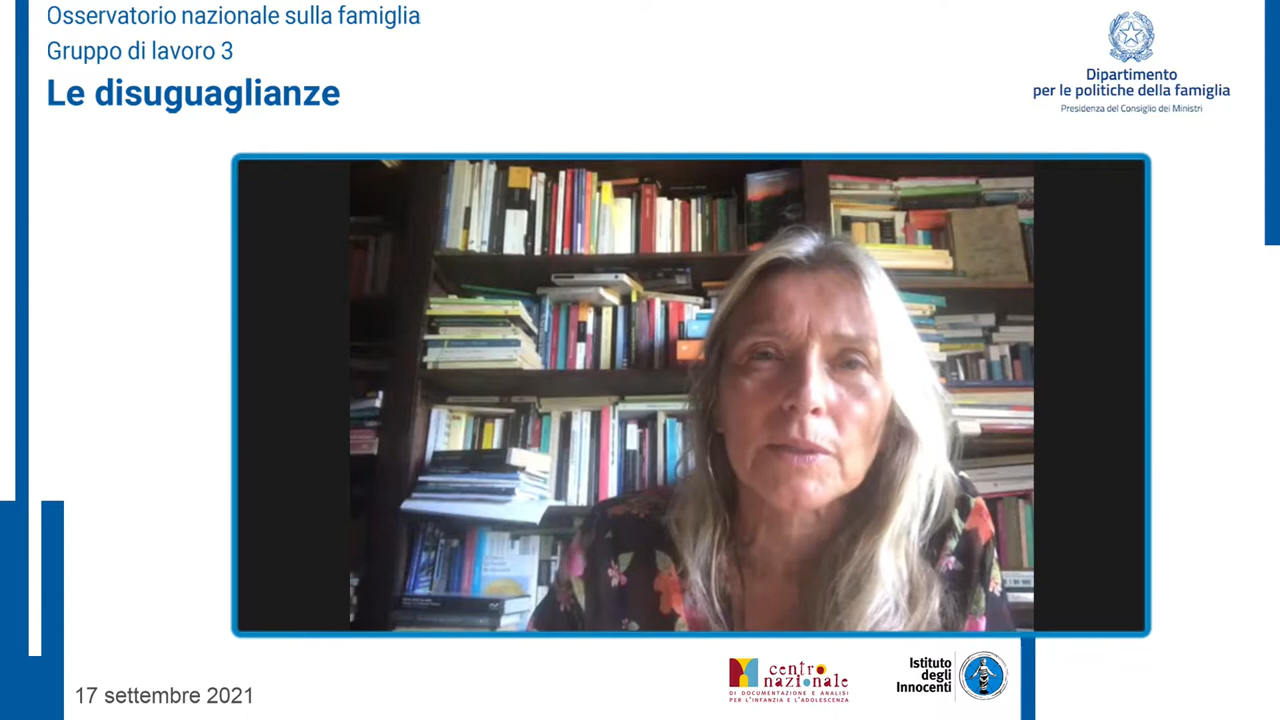 Osservatorio nazionale sulla famiglia
Gruppo di lavoro 3
Le disuguaglianze
Dipartimento
per le politiche della famiglia
Presidenza del Consiglio dei Ministri
centro
nazionale
DI DOCUMENTAZIONE E ANALISI
PER L'INFANZIA E L'ADOLESCENZA
Istituto
degli
Innocenti
17 settembre 2021